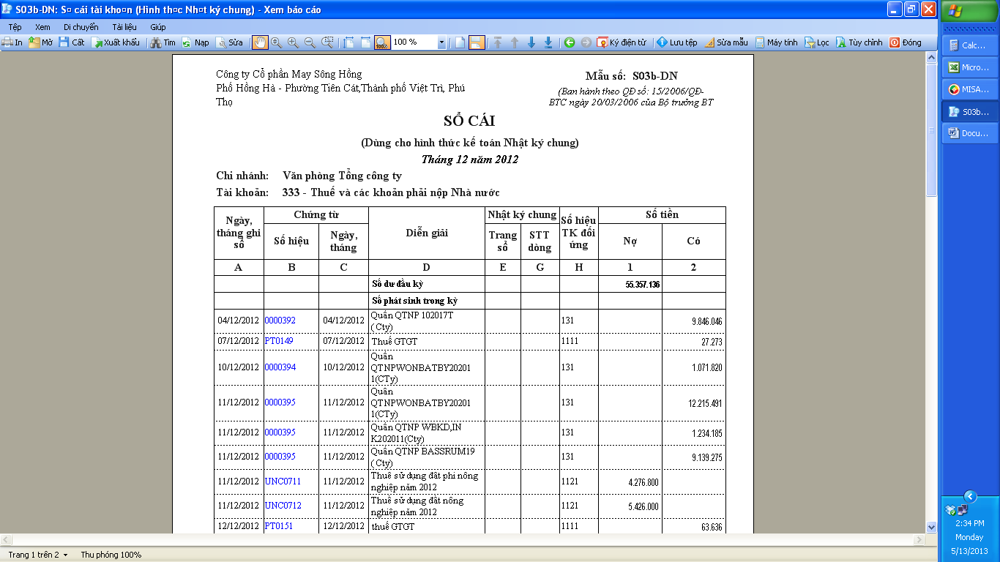 S03b-DN: Sổ cái tài khoản (Hình thức Nhật ký chung) - Xem báo cáo
Tệp Xem Di chuyển Tài liệu Giúp
In Mở Cất Xuất khẩu Tìm Nạp Sửa 100% 100 % Ký điện tử Lưu tệp Sửa mẫu Máy tính Lọc Tùy chỉnh Đóng
Công ty Cổ phần May Sông Hồng
Phố Hồng Hà - Phường Tiên Cát,Thành phố Việt Trì, Phú
Thọ
Mẫu số: S03b-DN
(Ban hành theo QĐ số: 15/2006/QĐ-
BTC ngày 20/03/2006 của Bộ trưởng BT
SỔ CÁI
(Dùng cho hình thức kế toán Nhật ký chung)
Tháng 12 năm 2012
Chi nhánh: Văn phòng Tổng công ty
Tài khoản: 333 - Thuế và các khoản phải nộp Nhà nước
Ngày,
tháng ghi
sổ
Chứng từ
Số hiệu
Ngày,
tháng
Diễn giải
Nhật ký chung
Trang
sổ
STT
dòng
Số hiệu
TK đối
ứng
Số tiền
Nợ Có
A B C D E G H 1 2
Số dư đầu kỳ 55.357.136
Số phát sinh trong kỳ
04/12/2012 0000392 04/12/2012 Quần QTNP 102017T
( Cty) 131 9.846.046
07/12/2012 PT0149 07/12/2012 Thuế GTGT 1111 27.273
Quần
10/12/2012 0000394 10/12/2012 QTNPWONBATBY20201 131 1.071.820
1(CTy)
Quần
11/12/2012 0000395 11/12/2012 QTNPWONBATBY20201 131 12.215.491
1(CTy)
11/12/2012 0000395 11/12/2012 Quần QTNP WBKD,IN
K202011(Cty) 131 1.234.185
11/12/2012 0000395 11/12/2012 Quần QTNP BASSRUM19
( Cty) 131 9.139.275
11/12/2012 UNC0711 11/12/2012 Thuế sử dụng đất phi nông
nghiệp năm 2012 1121 4.276.800
11/12/2012 UNC0712 11/12/2012 Thuế sử dụng đất nông
nghiệp năm 2012 1121 5.426.000
12/12/2012 PT0151 12/12/2012 thuế GTGT 1111 63.636
Trang 1 trên 2 Thu phóng 100%
Calc...
Micro...
MISA...
S03b...
Docu...
2:34 PM
Monday
5/13/2013